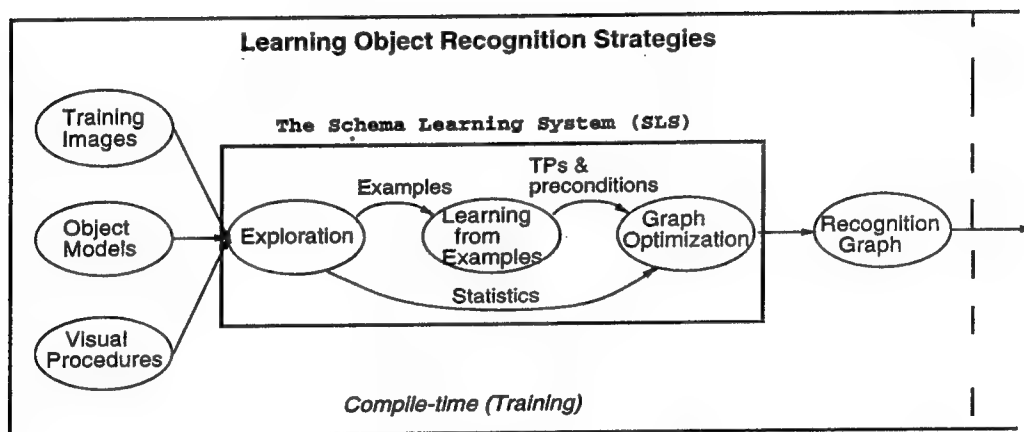 Learning Object Recognition Strategies
Training
Images
Object
Models
Visual
Procedures
The Schema Learning System (SLS)
Exploration
Examples
Learning
from
Examples
TPs &
preconditions
Graph
Optimization
Statistics
Recognition
Graph
Compile-time (Training)